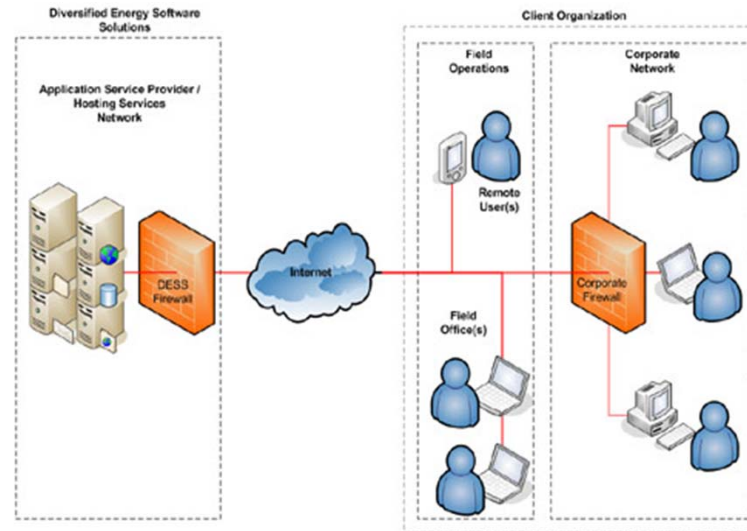 Diversified Energy Software
Solutions
Application Service Provider /
Hosting Services
Network
DESS
Firewall
Internet
Client Organization
Field
Operations
Remote
User(s)
Field
Office(s)
Corporate
Network
Corporate
Firewall